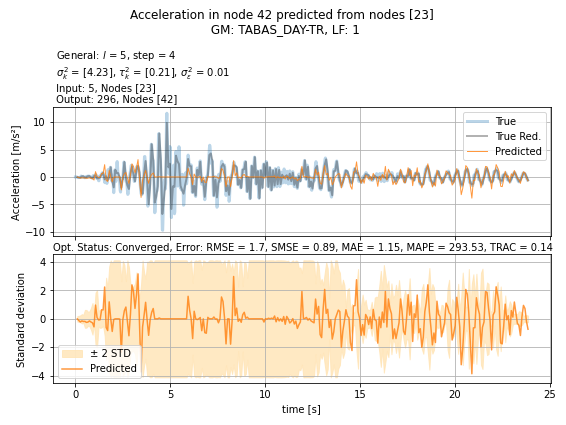 Acceleration in node 42 predicted from nodes [23]
GM: TABAS_DAY-TR, LF: 1
General: l = 5, step = 4
σ²ₖ = [4.23], τ²ₖ = [0.21], σ²ε = 0.01
Input: 5, Nodes [23]
Output: 296, Nodes [42]
Acceleration [m/s²]
10
5
0
−5
−10
True
True Red.
Predicted
Opt. Status: Converged, Error: RMSE = 1.7, SMSE = 0.89, MAE = 1.15, MAPE = 293.53, TRAC = 0.14
Standard deviation
4
2
0
−2
−4
± 2 STD
Predicted
0 5 10 15 20 25
time [s]